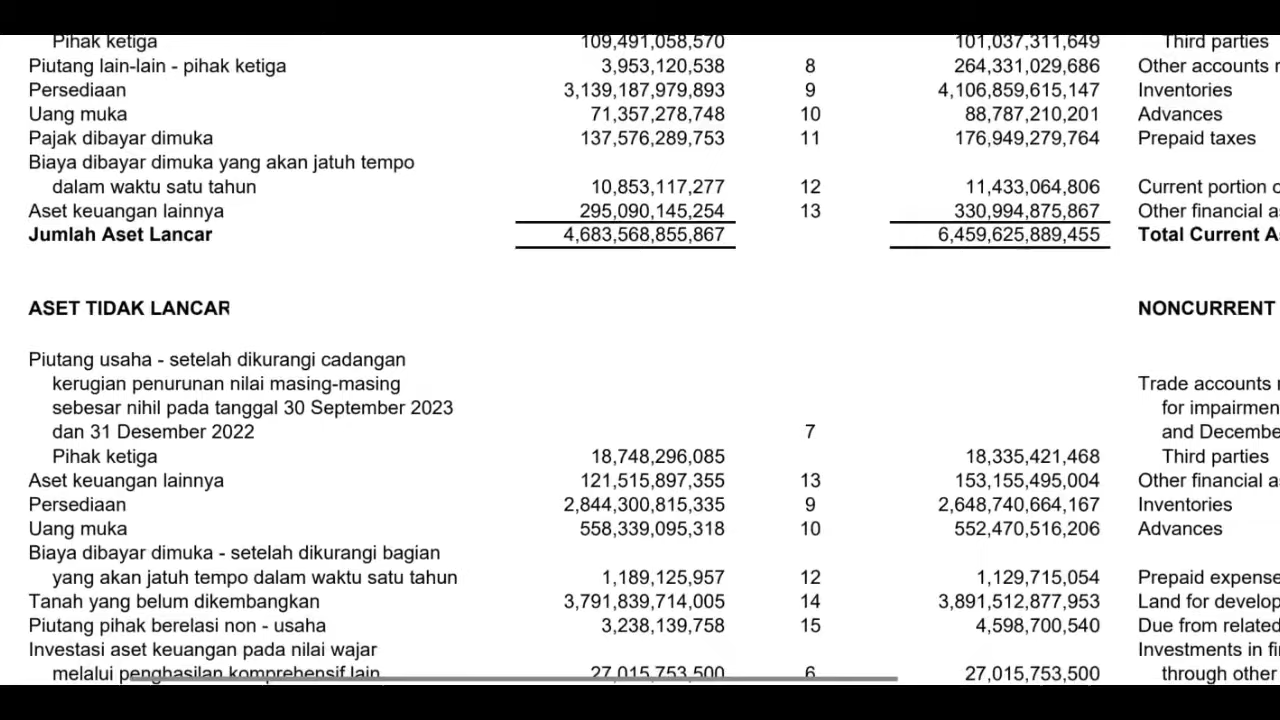 Pihak ketiga 109,491,058,570 101,037,311,649 Third parties
Piutang lain-lain - pihak ketiga 3,953,120,538 8 264,331,029,686 Other accounts
Persediaan 3,139,187,979,893 9 4,106,859,615,147 Inventories
Uang muka 71,357,278,748 10 88,787,210,201 Advances
Pajak dibayar dimuka 137,576,289,753 11 176,949,279,764 Prepaid taxes
Biaya dibayar dimuka yang akan jatuh tempo
dalam waktu satu tahun 10,853,117,277 12 11,433,064,806 Current portion
Aset keuangan lainnya 295,090,145,254 13 330,994,875,867 Other financial
Jumlah Aset Lancar 4,683,568,855,867 6,459,625,889,455 Total Current
ASET TIDAK LANCAR NONCURRENT
Piutang usaha - setelah dikurangi cadangan
kerugian penurunan nilai masing-masing Trade accounts
sebesar nihil pada tanggal 30 September 2023 for impairmen
dan 31 Desember 2022 7 and Decembe
Pihak ketiga 18,748,296,085 18,335,421,468 Third parties
Aset keuangan lainnya 121,515,897,355 13 153,155,495,004 Other financial
Persediaan 2,844,300,815,335 9 2,648,740,664,167 Inventories
Uang muka 558,339,095,318 10 552,470,516,206 Advances
Biaya dibayar dimuka - setelah dikurangi bagian
yang akan jatuh tempo dalam waktu satu tahun 1,189,125,957 12 1,129,715,054 Prepaid expense
Tanah yang belum dikembangkan 3,791,839,714,005 14 3,891,512,877,953 Land for develop
Piutang pihak berelasi non - usaha 3,238,139,758 15 4,598,700,540 Due from related
Investasi aset keuangan pada nilai wajar Investments in
melalui penghasilan komprehensif lain 27,015,753,500 6 27,015,753,500 through other